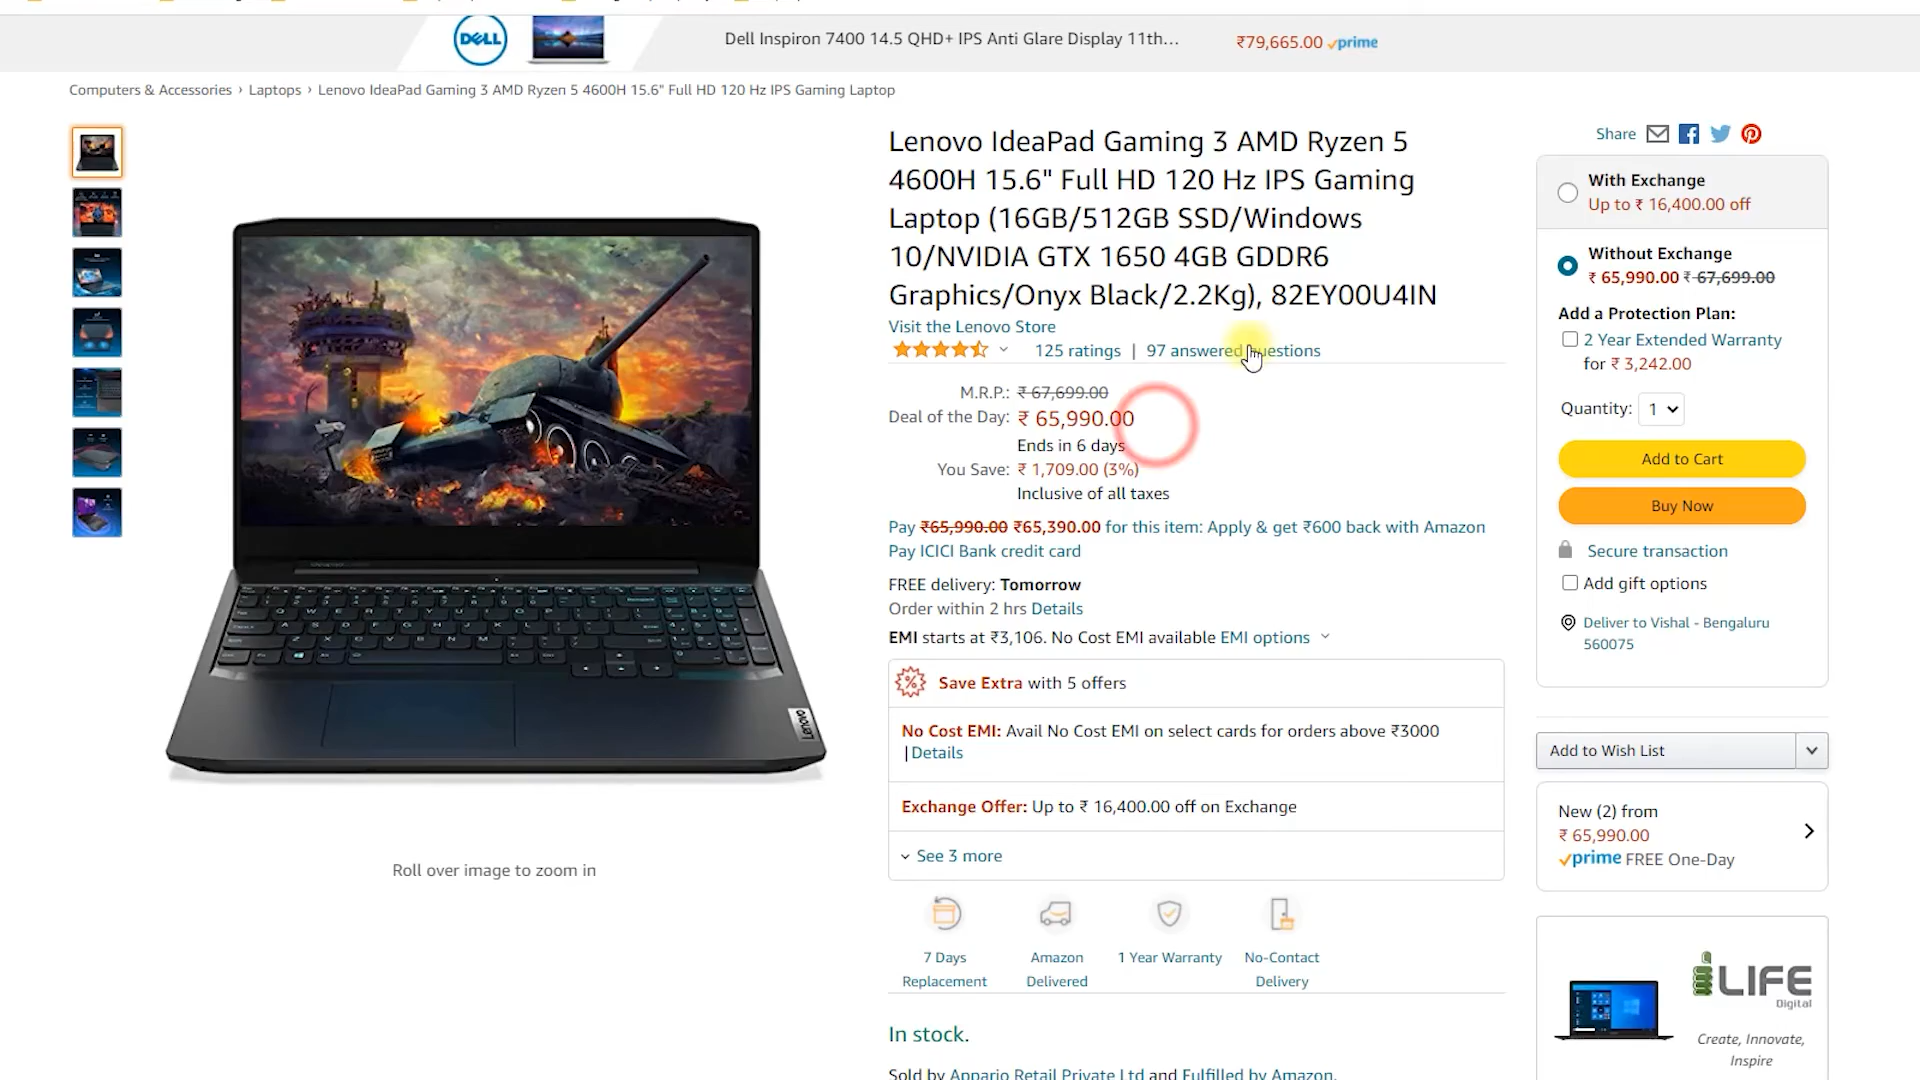 DELL
Dell Inspiron 7400 14.5 QHD+ IPS Anti Glare Display 11th...
₹79,665.00 prime
Computers & Accessories › Laptops › Lenovo IdeaPad Gaming 3 AMD Ryzen 5 4600H 15.6" Full HD 120 Hz IPS Gaming Laptop
Lenovo IdeaPad Gaming 3 AMD Ryzen 5
4600H 15.6" Full HD 120 Hz IPS Gaming
Laptop (16GB/512GB SSD/Windows
10/NVIDIA GTX 1650 4GB GDDR6
Graphics/Onyx Black/2.2Kg), 82EY00U4IN
Visit the Lenovo Store
125 ratings | 97 answered questions
M.R.P.: ₹ 67,699.00
Deal of the Day: ₹ 65,990.00
Ends in 6 days
You Save: ₹ 1,709.00 (3%)
Inclusive of all taxes
Pay ₹65,990.00 ₹65,390.00 for this item: Apply & get ₹600 back with Amazon
Pay ICICI Bank credit card
FREE delivery: Tomorrow
Order within 2 hrs Details
EMI starts at ₹3,106. No Cost EMI available EMI options
Save Extra with 5 offers
No Cost EMI: Avail No Cost EMI on select cards for orders above ₹3000
|Details
Exchange Offer: Up to ₹ 16,400.00 off on Exchange
See 3 more
7 Days
Replacement
Amazon
Delivered
1 Year Warranty
No-Contact
Delivery
In stock.
Sold by Appario Retail Private Ltd and Fulfilled by Amazon.
Lenovo
Roll over image to zoom in
Share
With Exchange
Up to ₹ 16,400.00 off
Without Exchange
₹ 65,990.00 ₹ 67,699.00
Add a Protection Plan:
2 Year Extended Warranty
for ₹ 3,242.00
Quantity: 1
Add to Cart
Buy Now
Secure transaction
Add gift options
Deliver to Vishal - Bengaluru
560075
Add to Wish List
New (2) from
₹ 65,990.00
prime FREE One-Day
iLIFE
Digital
Create, Innovate,
Inspire